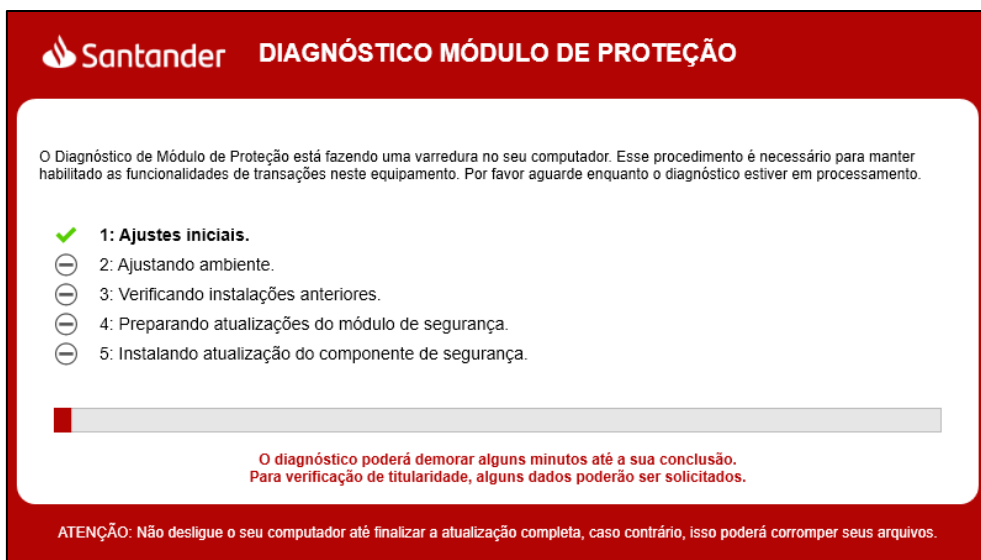 Santander DIAGNÓSTICO MÓDULO DE PROTEÇÃO
O Diagnóstico de Módulo de Proteção está fazendo uma varredura no seu computador. Esse procedimento é necessário para manter
habilitado as funcionalidades de transações neste equipamento. Por favor aguarde enquanto o diagnóstico estiver em processamento.
1: Ajustes iniciais.
2: Ajustando ambiente.
3: Verificando instalações anteriores.
4: Preparando atualizações do módulo de segurança.
5: Instalando atualização do componente de segurança.
O diagnóstico poderá demorar alguns minutos até a sua conclusão.
Para verificação de titularidade, alguns dados poderão ser solicitados.
ATENÇÃO: Não desligue o seu computador até finalizar a atualização completa, caso contrário, isso poderá corromper seus arquivos.